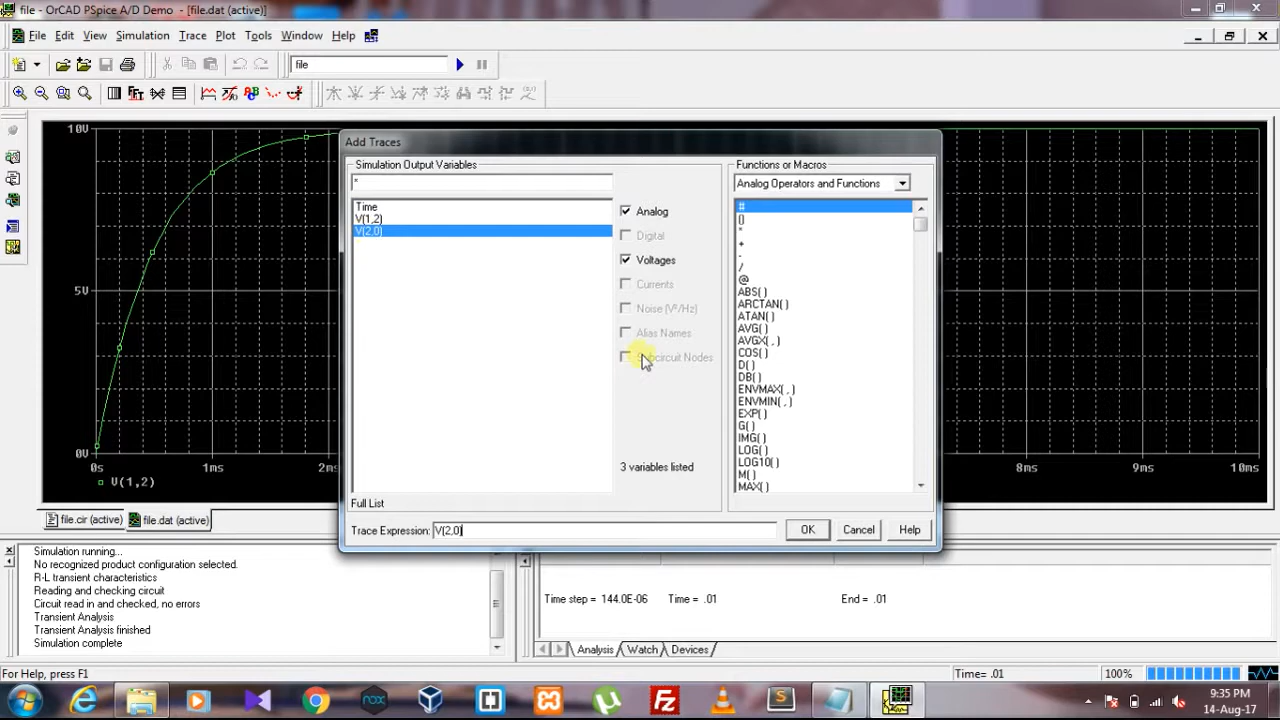 file - OrCAD PSpice A/D Demo - [file.dat (active)]
File Edit View Simulation Trace Plot Tools Window Help
file
Add Traces
Simulation Output Variables
Functions or Macros
*
Analog Operators and Functions
Time
V(1,2)
V(2,0)
Analog
Digital
Voltages
Currents
Noise (V²/Hz)
Alias Names
Subcircuit Nodes
3 variables listed
#
()
*
+
-
/
@
ABS()
ARCTAN()
ATAN()
AVG()
AVGX(,)
COS()
D()
DB()
ENVMAX(,)
ENVMIN(,)
EXP()
G()
IMG()
LOG()
LOG10()
M()
MAX()
Full List
Trace Expression: V(2,0)
OK Cancel Help
10V
5V
0V
0s 1ms 2ms 8ms 9ms 10ms
V(1,2)
file.cir (active) file.dat (active)
Simulation running...
No recognized product configuration selected.
R-L transient characteristics
Reading and checking circuit
Circuit read in and checked, no errors
Transient Analysis
Transient Analysis finished
Simulation complete
Time step = 144.0E-06 Time = .01 End = .01
Analysis Watch Devices
For Help, press F1
Time= .01 100%
nox
Fz
S
9:35 PM
14-Aug-17